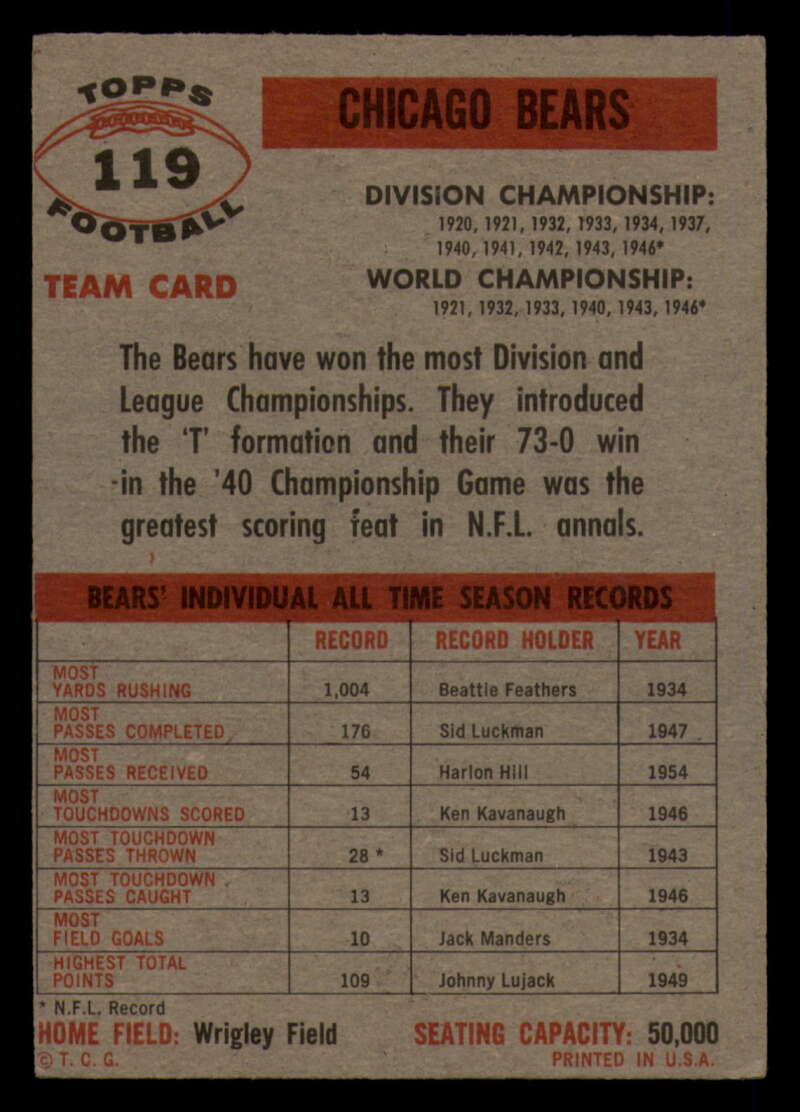 TOPPS
119
FOOTBALL
TEAM CARD
CHICAGO BEARS
DIVISION CHAMPIONSHIP:
1920, 1921, 1932, 1933, 1934, 1937,
1940, 1941, 1942, 1943, 1946*
WORLD CHAMPIONSHIP:
1921, 1932, 1933, 1940, 1943, 1946*
The Bears have won the most Division and
League Championships. They introduced
the 'T' formation and their 73-0 win
in the '40 Championship Game was the
greatest scoring feat in N.F.L. annals.
BEARS' INDIVIDUAL ALL TIME SEASON RECORDS
RECORD RECORD HOLDER YEAR
MOST
YARDS RUSHING 1,004 Beattie Feathers 1934
MOST
PASSES COMPLETED 176 Sid Luckman 1947
MOST
PASSES RECEIVED 54 Harlon Hill 1954
MOST
TOUCHDOWNS SCORED 13 Ken Kavanaugh 1946
MOST TOUCHDOWN
PASSES THROWN 28 * Sid Luckman 1943
MOST TOUCHDOWN
PASSES CAUGHT 13 Ken Kavanaugh 1946
MOST
FIELD GOALS 10 Jack Manders 1934
HIGHEST TOTAL
POINTS 109 Johnny Lujack 1949
* N.F.L. Record
HOME FIELD: Wrigley Field SEATING CAPACITY: 50,000
© T. C. G. PRINTED IN U.S.A.